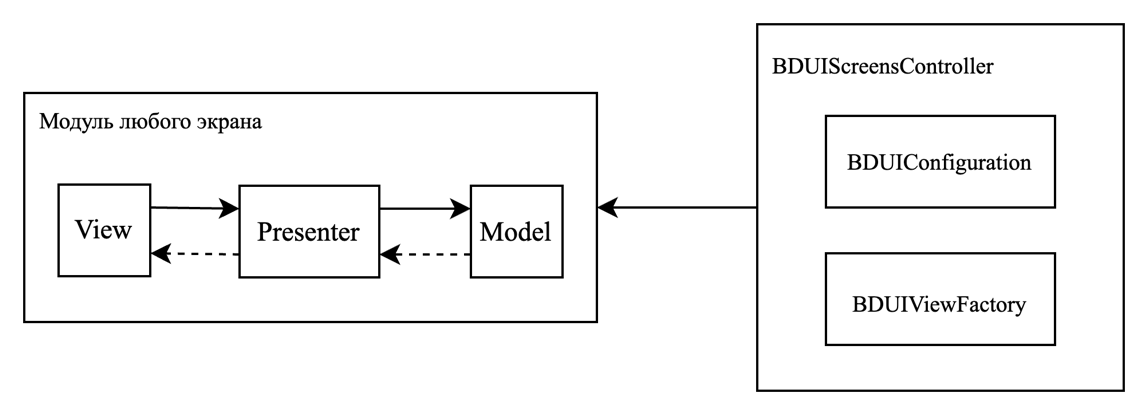 Модуль любого экрана
View
Presenter
Model
BDUIScreensController
BDUIConfiguration
BDUIViewFactory